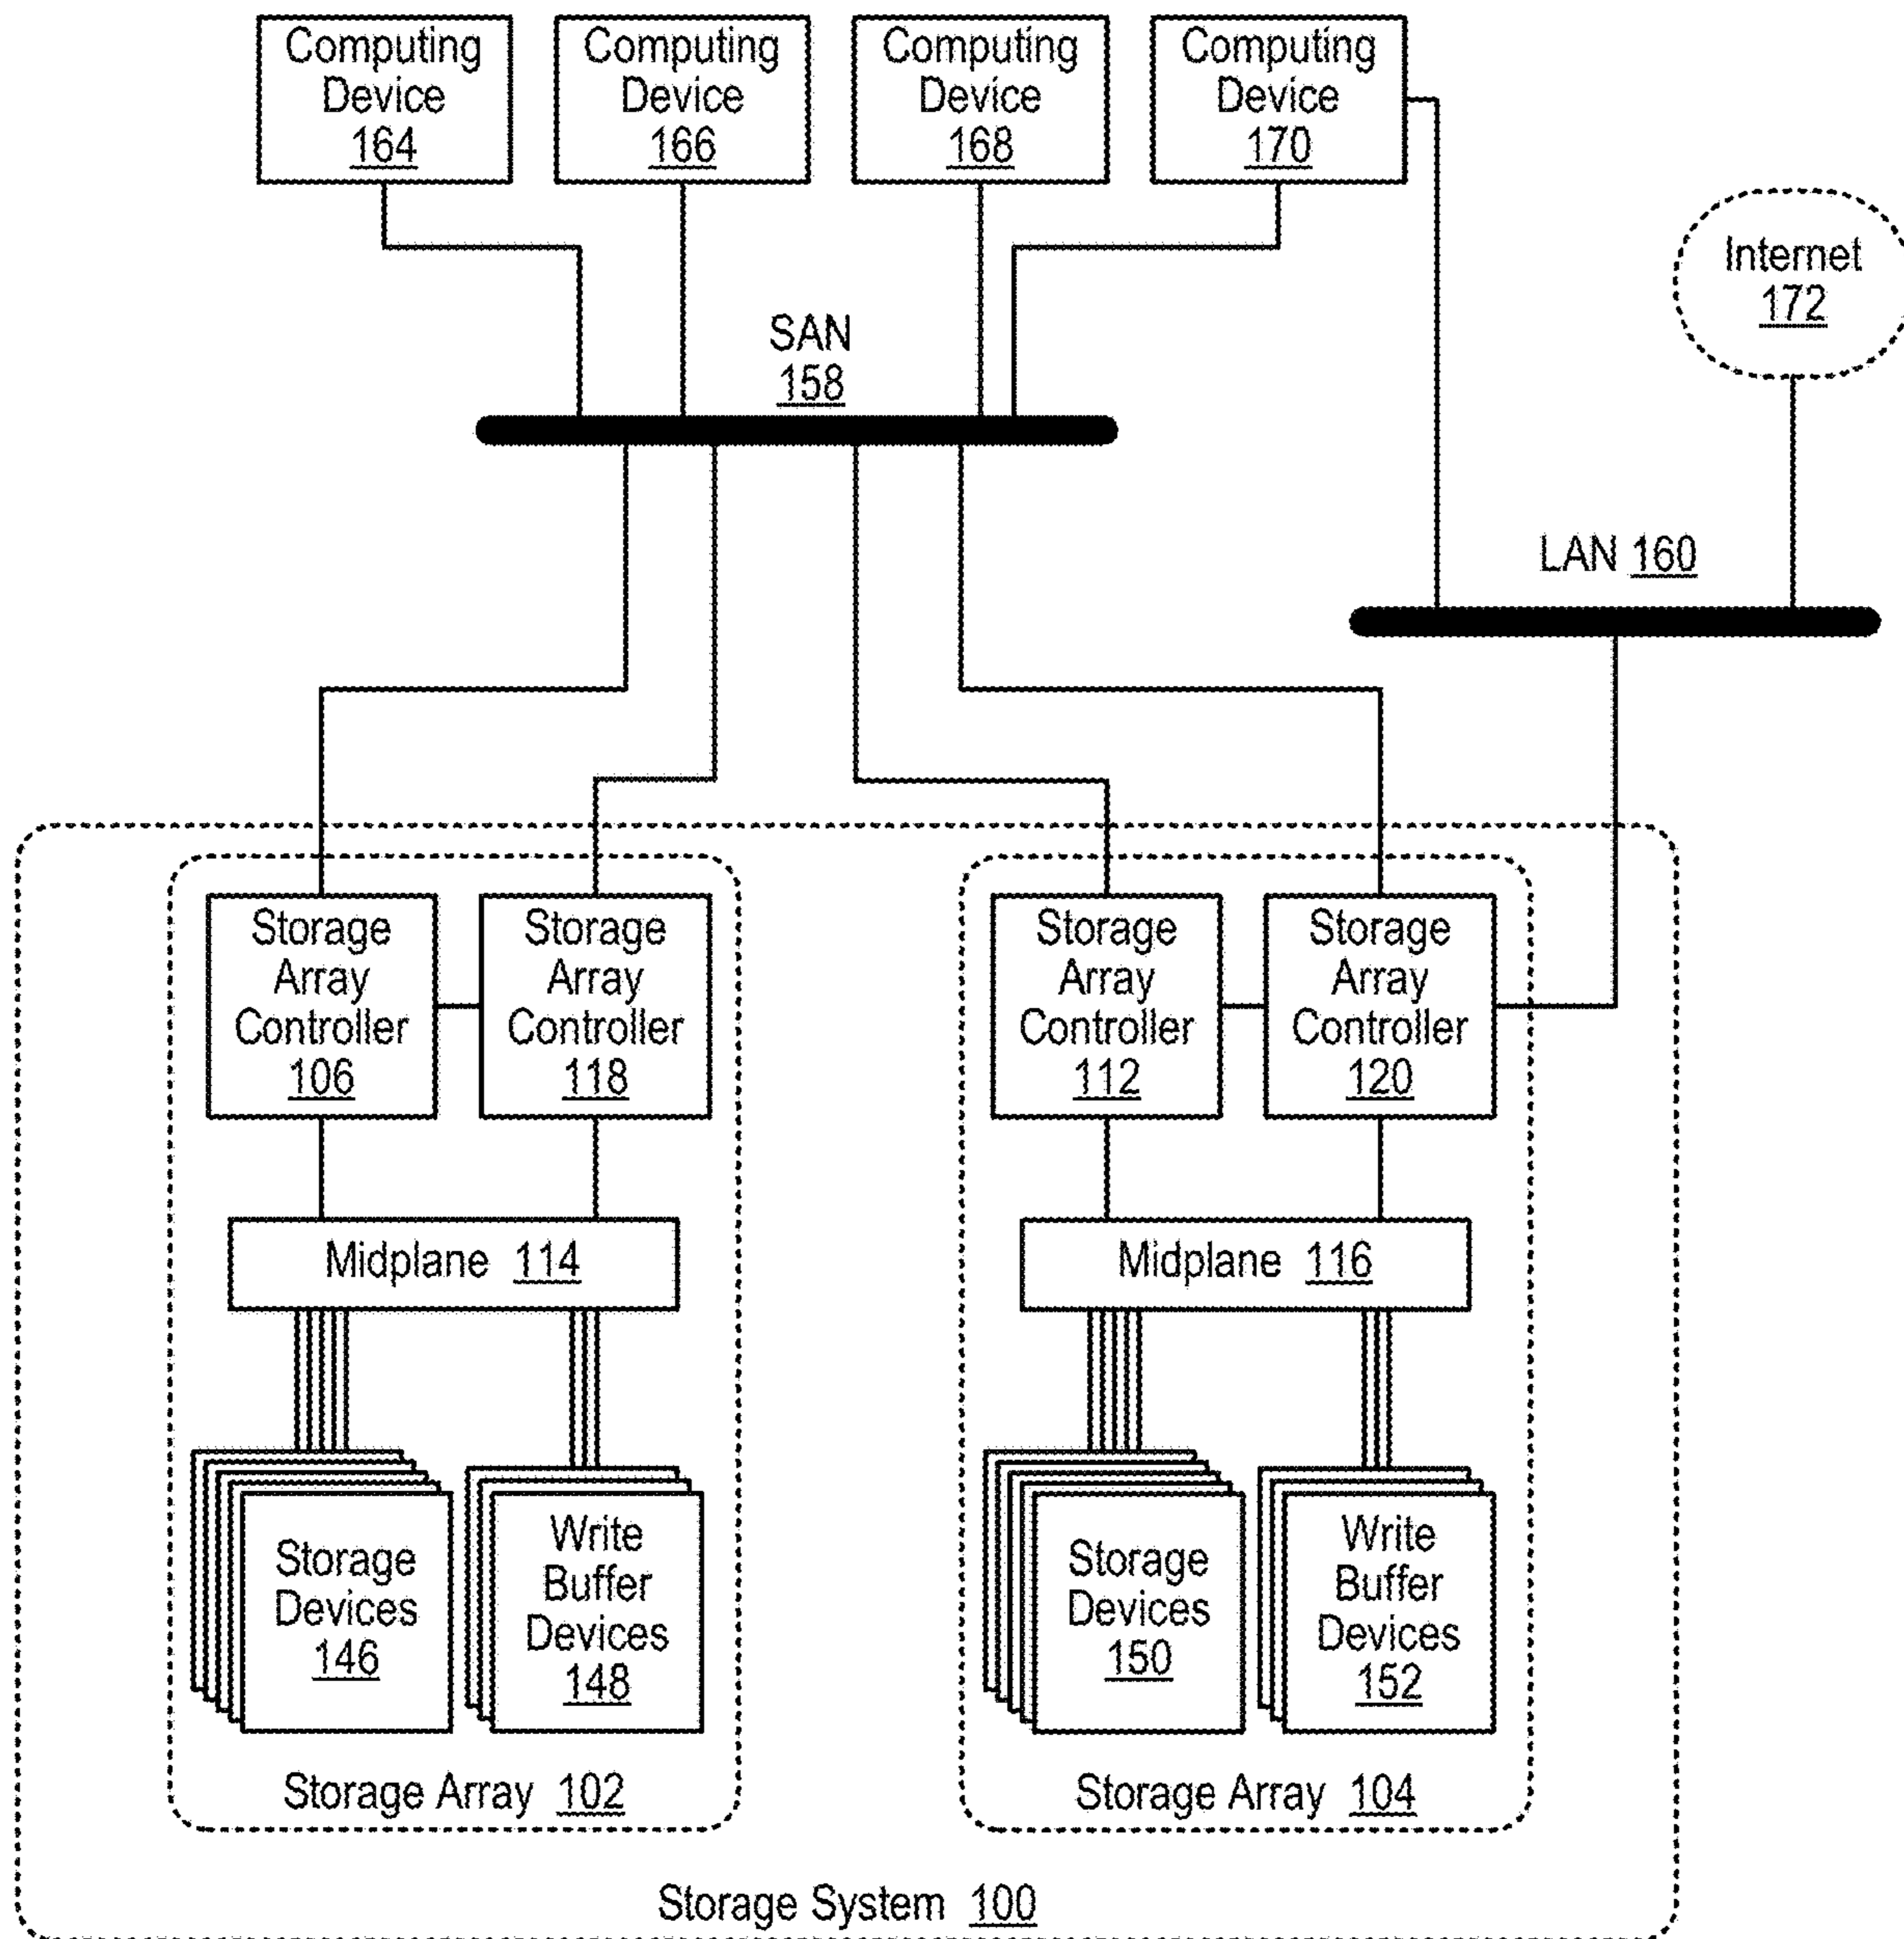 Computing
Device
164
Computing
Device
166
Computing
Device
168
Computing
Device
170
Internet
172
SAN
158
LAN 160
Storage
Array
Controller
106
Storage
Array
Controller
118
Storage
Array
Controller
112
Storage
Array
Controller
120
Midplane 114
Midplane 116
Storage
Devices
146
Write
Buffer
Devices
148
Storage
Devices
150
Write
Buffer
Devices
152
Storage Array 102
Storage Array 104
Storage System 100